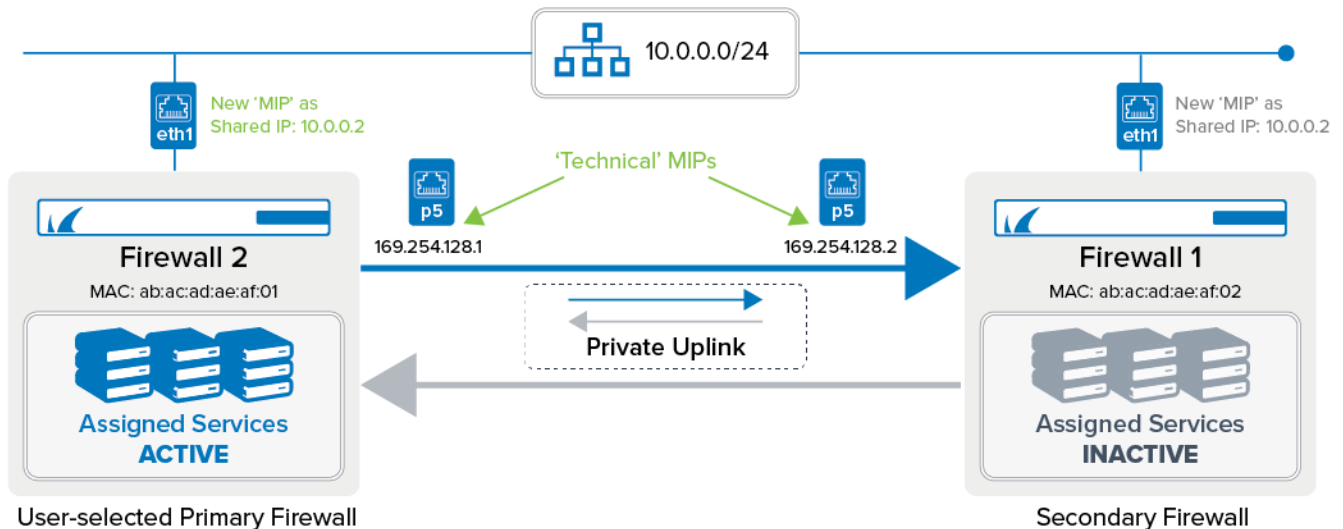 10.0.0.0/24
eth1
New ‘MIP’ as
Shared IP: 10.0.0.2
eth1
New ‘MIP’ as
Shared IP: 10.0.0.2
‘Technical’ MIPs
p5
p5
169.254.128.1
169.254.128.2
Firewall 2
MAC: ab:ac:ad:ae:af:01
Firewall 1
MAC: ab:ac:ad:ae:af:02
Private Uplink
Assigned Services
ACTIVE
Assigned Services
INACTIVE
User-selected Primary Firewall
Secondary Firewall